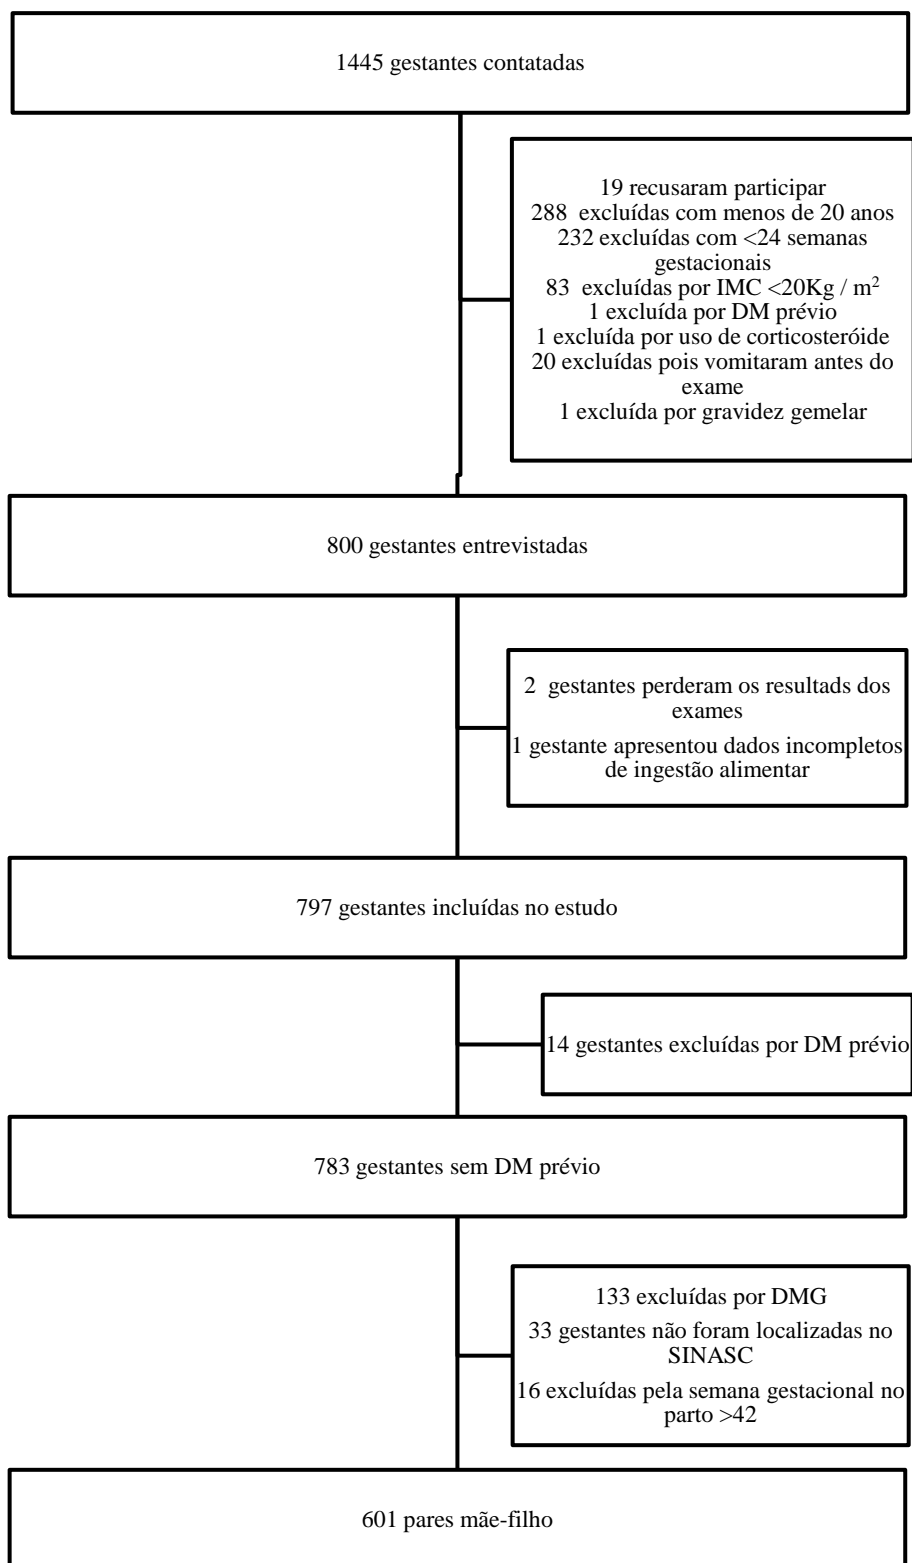 1445 gestantes contatadas
19 recusaram participar
288 excluídas com menos de 20 anos
232 excluídas com <24 semanas
gestacionais
83 excluídas por IMC <20Kg / m²
1 excluída por DM prévio
1 excluída por uso de corticosteróide
20 excluídas pois vomitaram antes do
exame
1 excluída por gravidez gemelar
800 gestantes entrevistadas
2 gestantes perderam os resultads dos
exames
1 gestante apresentou dados incompletos
de ingestão alimentar
797 gestantes incluídas no estudo
14 gestantes excluídas por DM prévio
783 gestantes sem DM prévio
133 excluídas por DMG
33 gestantes não foram localizadas no
SINASC
16 excluídas pela semana gestacional no
parto >42
601 pares mãe-filho